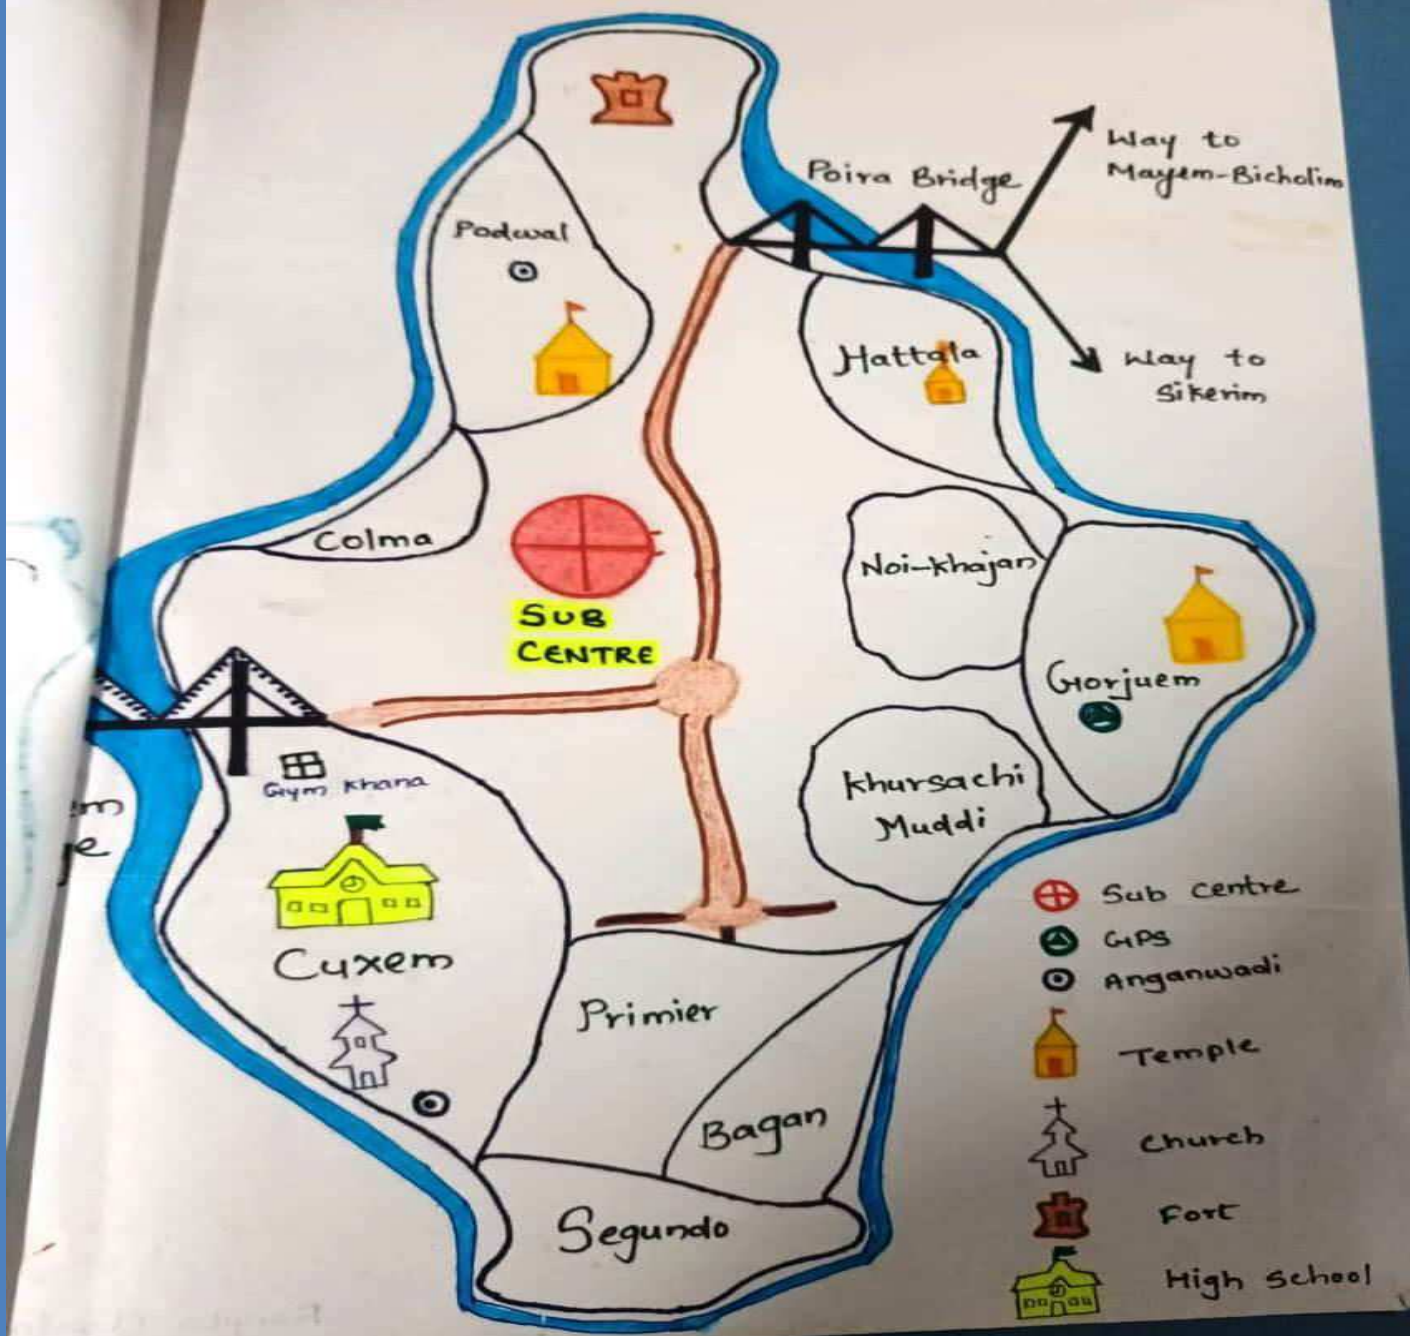 Poira Bridge
Way to
Mayem-Bicholim
Podwal
Hattala
Way to
Sikerim
Colma
Noi-khajan
SUB
CENTRE
Gorjuem
Gym Khana
Khursachi
Muddi
Cuxem
Primier
Bagan
Segundo
Sub centre
GPS
Anganwadi
Temple
Church
Fort
High school